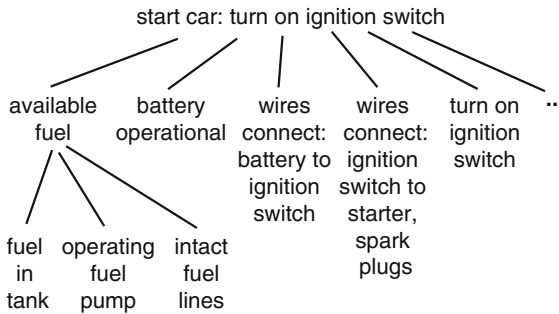 start car: turn on ignition switch
available
fuel
battery
operational
wires
connect:
battery to
ignition
switch
wires
connect:
ignition
switch to
starter,
spark
plugs
turn on
ignition
switch
..
fuel
in
tank
operating
fuel
pump
intact
fuel
lines